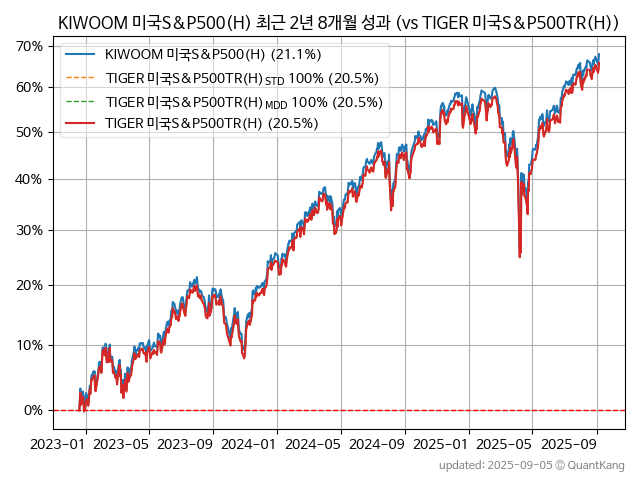 KIWOOM 미국S&P500(H) 최근 2년 8개월 성과 (vs TIGER 미국S&P500TR(H))
KIWOOM 미국S&P500(H) (21.1%)
TIGER 미국S&P500TR(H) STD 100% (20.5%)
TIGER 미국S&P500TR(H) MDD 100% (20.5%)
TIGER 미국S&P500TR(H) (20.5%)
70%
60%
50%
40%
30%
20%
10%
0%
2023-01 2023-05 2023-09 2024-01 2024-05 2024-09 2025-01 2025-05 2025-09
updated: 2025-09-05 © QuantKang